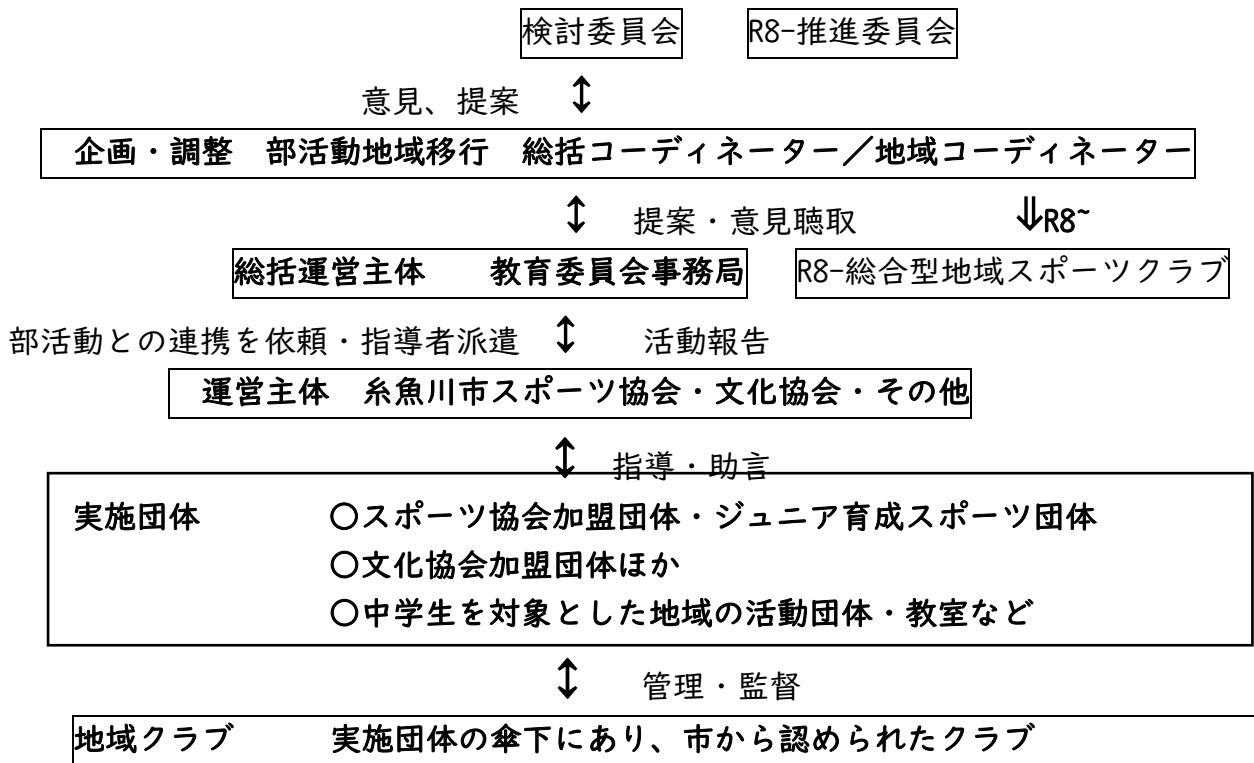 検討委員会 R8-推進委員会
意見、提案 ↕
企画・調整 部活動地域移行 総括コーディネーター／地域コーディネーター
↕ 提案・意見聴取 ⇓R8~
総括運営主体 教育委員会事務局 R8-総合型地域スポーツクラブ
部活動との連携を依頼・指導者派遣 ↕ 活動報告
運営主体 糸魚川市スポーツ協会・文化協会・その他
↕ 指導・助言
実施団体 〇スポーツ協会加盟団体・ジュニア育成スポーツ団体
〇文化協会加盟団体ほか
〇中学生を対象とした地域の活動団体・教室など
↕ 管理・監督
地域クラブ 実施団体の傘下にあり、市から認められたクラブ